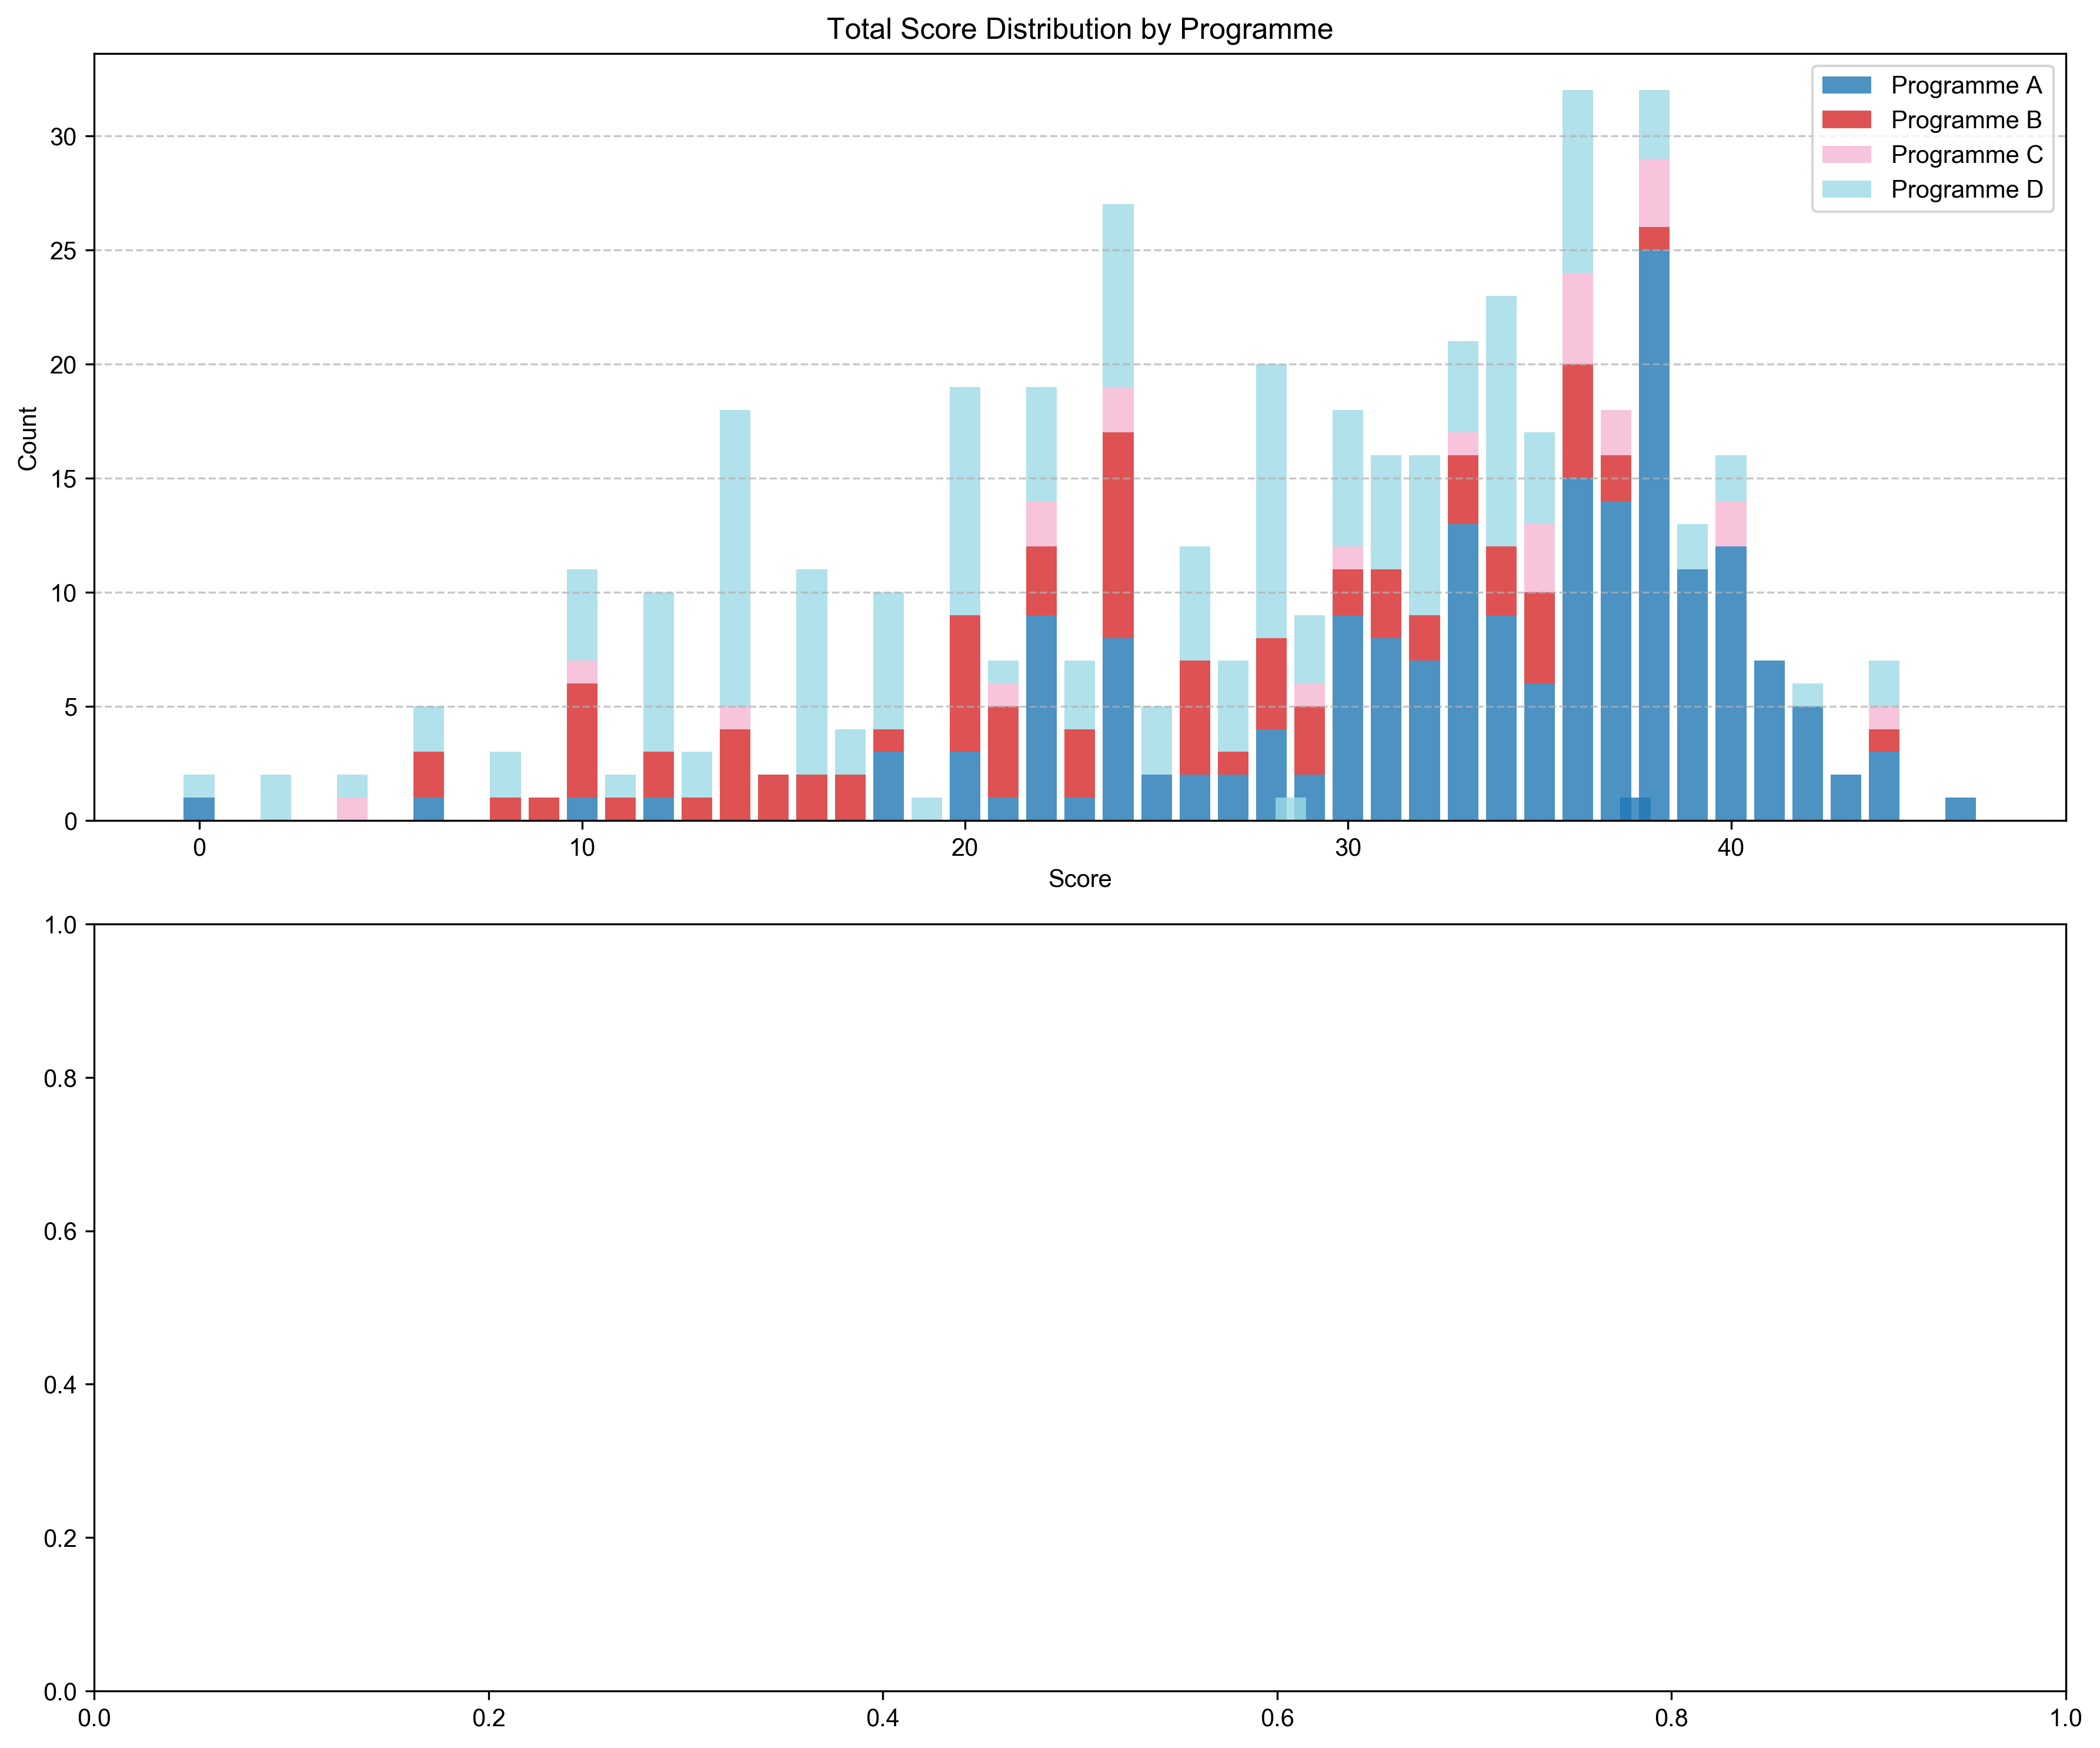 Total Score Distribution by Programme
Programme A
Programme B
Programme C
Programme D
30
25
20
15
10
5
0
Count
0 10 20 30 40
Score
1.0
0.8
0.6
0.4
0.2
0.0
0.0 0.2 0.4 0.6 0.8 1.0